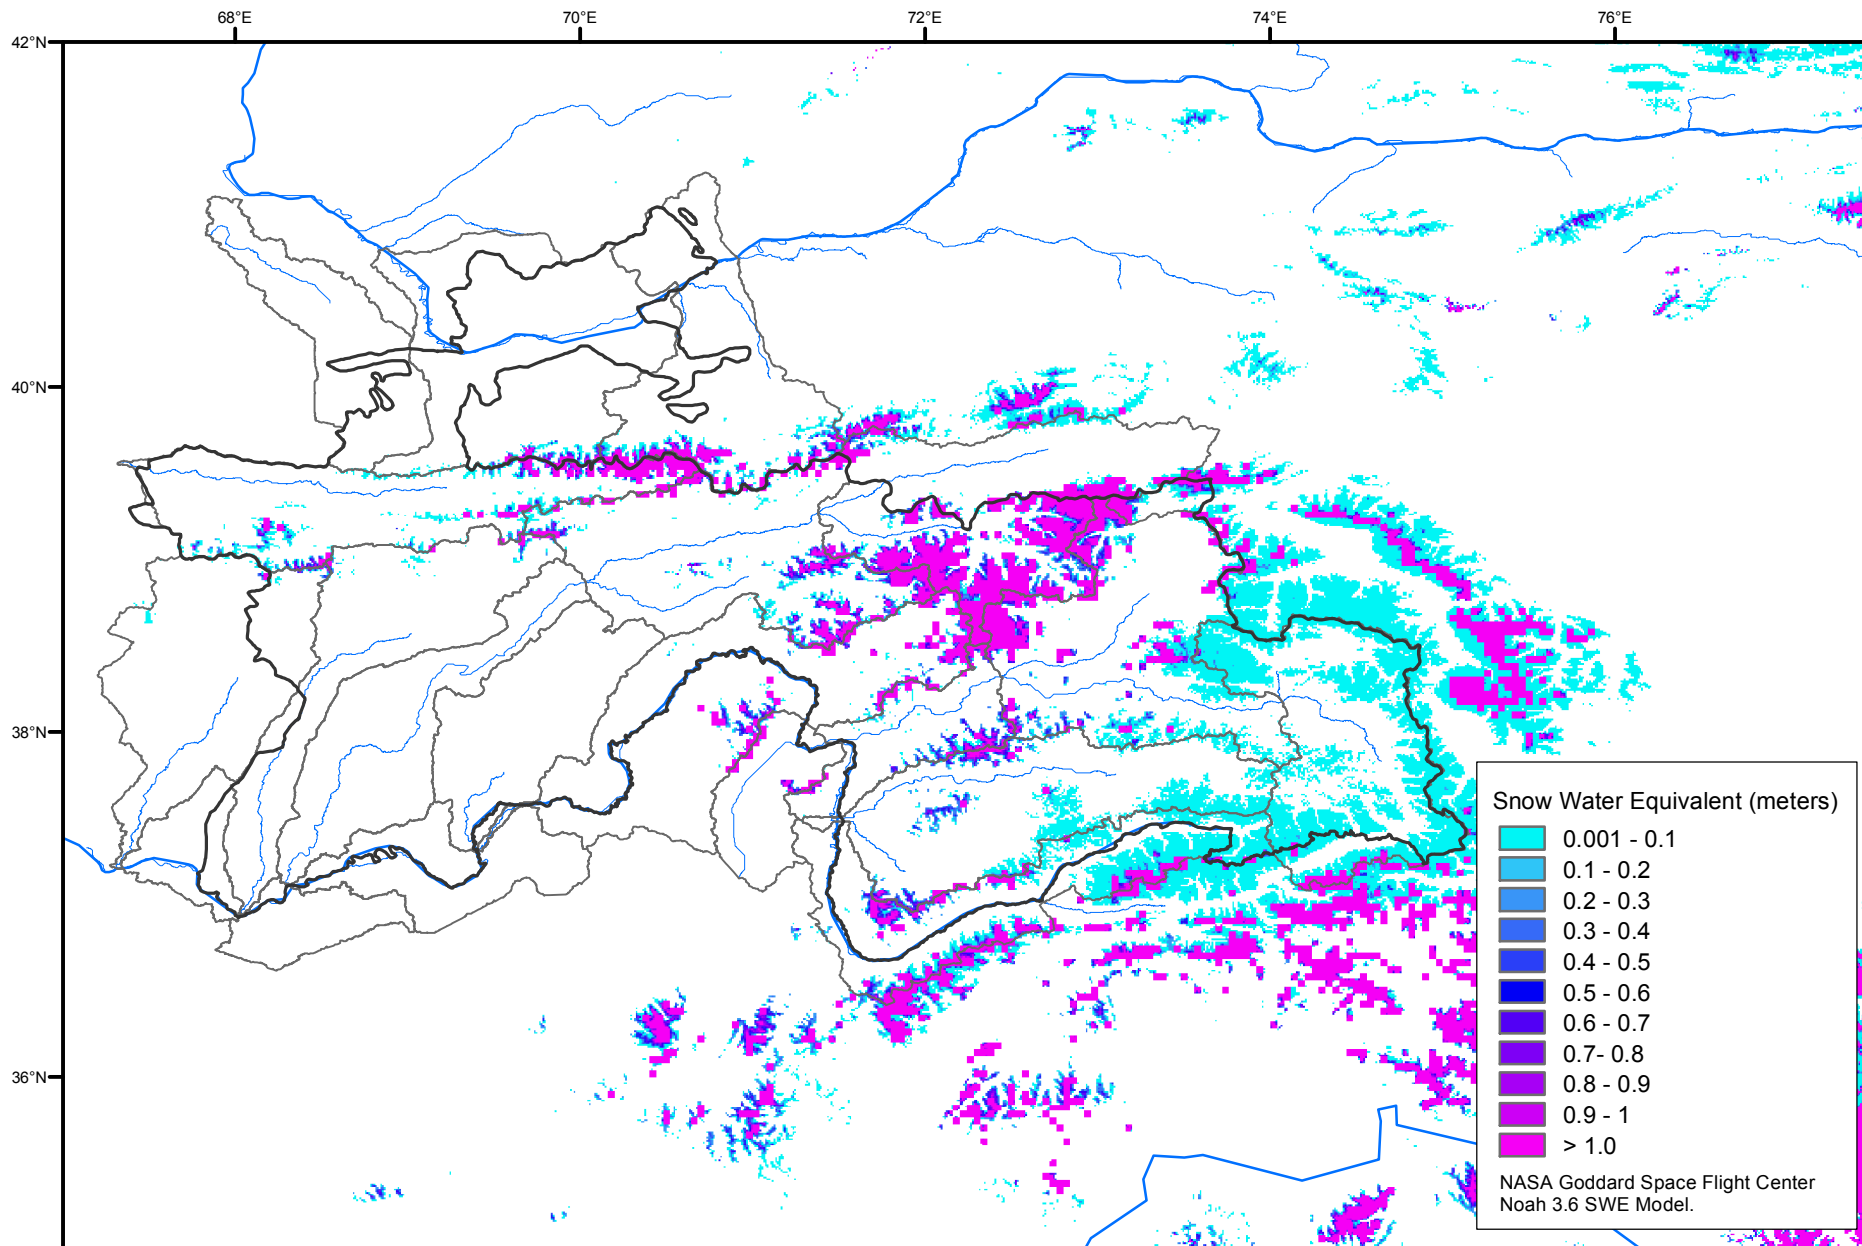 68°E
70°E
72°E
74°E
76°E
42°N
40°N
38°N
36°N
Snow Water Equivalent (meters)
0.001 - 0.1
0.1 - 0.2
0.2 - 0.3
0.3 - 0.4
0.4 - 0.5
0.5 - 0.6
0.6 - 0.7
0.7- 0.8
0.8 - 0.9
0.9 - 1
> 1.0
NASA Goddard Space Flight Center
Noah 3.6 SWE Model.